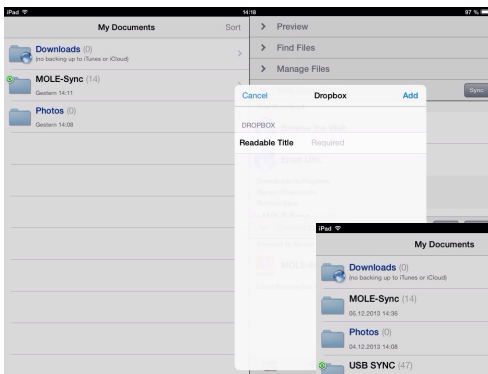 iPad
14:18
97 %
My Documents
Sort
Downloads (0)
(no backing up to iTunes or iCloud)
MOLE-Sync (14)
Gestern 14:11
Photos (0)
Gestern 14:08
Preview
Find Files
Manage Files
Sync
Cancel
Dropbox
Add
DROPBOX
Readable Title
Required
Enter URL
MOLE-S
iPad
My Documents
Downloads (0)
(no backing up to iTunes or iCloud)
MOLE-Sync (14)
05.12.2013 14:36
Photos (0)
04.12.2013 14:08
USB SYNC (47)